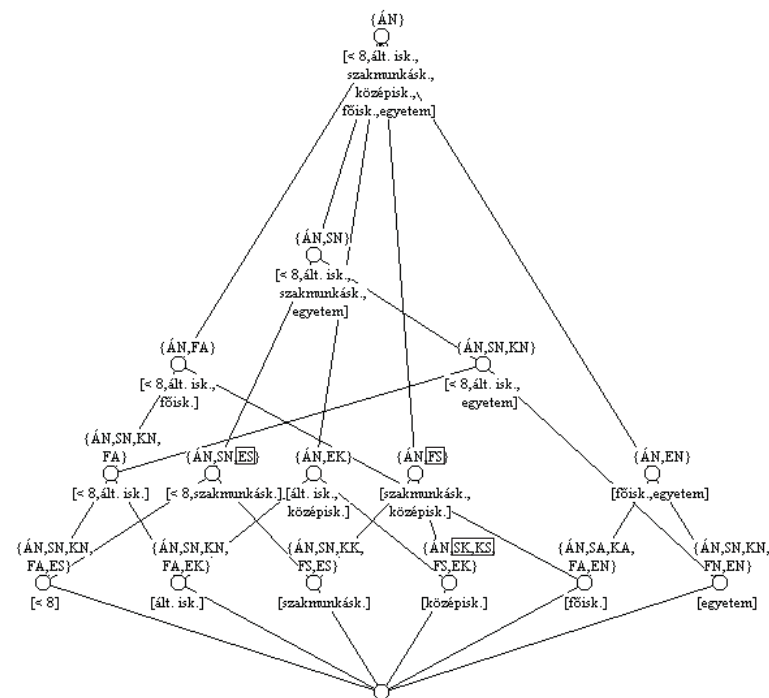 {ÁN}
[< 8,ált. isk.,
szakmunkásk.,
középisk.,
főisk.,egyetem]
{ÁN,SN}
[< 8,ált. isk.,
szakmunkásk.,
egyetem]
{ÁN,FA}
[< 8,ált. isk.,
főisk.]
{ÁN,SN,KN}
[< 8,ált. isk.,
egyetem]
{ÁN,SN,KN,
FA}
[< 8,ált. isk.]
{ÁN,SN,ES}
[< 8,szakmunkásk.]
{ÁN,EK}
[ált. isk.,
középisk.]
{ÁN,FS}
[szakmunkásk.,
középisk.]
{ÁN,EN}
[főisk.,egyetem]
{ÁN,SN,KN,
FA,ES}
[< 8]
{ÁN,SN,KN,
FA,EK}
[ált. isk.]
{ÁN,SN,KK,
FS,ES}
[szakmunkásk.]
{ÁN,SK,KS,
FS,EK}
[középisk.]
{ÁN,SA,KA,
FA,EN}
[főisk.]
{ÁN,SN,KN,
FN,EN}
[egyetem]